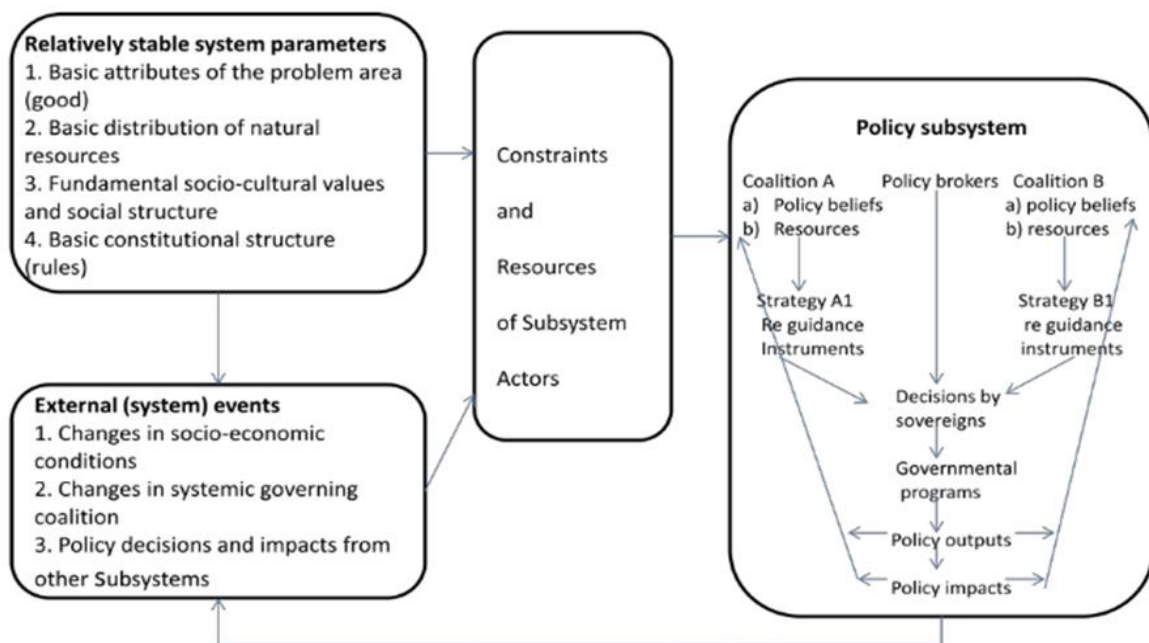 Relatively stable system parameters
1. Basic attributes of the problem area
(good)
2. Basic distribution of natural
resources
3. Fundamental socio-cultural values
and social structure
4. Basic constitutional structure
(rules)
External (system) events
1. Changes in socio-economic
conditions
2. Changes in systemic governing
coalition
3. Policy decisions and impacts from
other Subsystems
Constraints
and
Resources
of Subsystem
Actors
Policy subsystem
Coalition A
a) Policy beliefs
b) Resources
Strategy A1
Re guidance
Instruments
Policy brokers
Coalition B
a) policy beliefs
b) resources
Strategy B1
re guidance
instruments
Decisions by
sovereigns
Governmental
programs
Policy outputs
Policy impacts